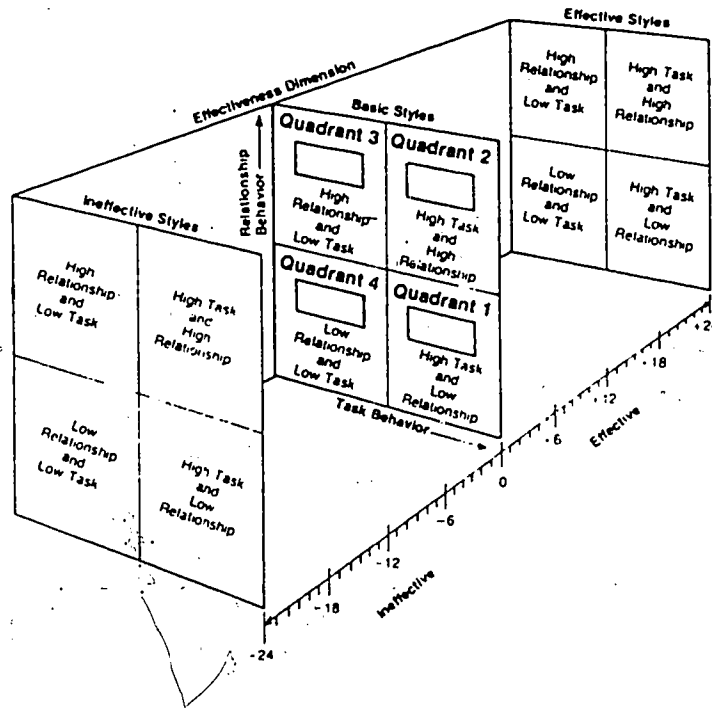 Effective Styles
High
Relationship
and
Low Task
High Task
and
High
Relationship
Low
Relationship
and
Low Task
High Task
and
Low
Relationship
Effectiveness Dimension
Basic Styles
Relationship
Behavior
Quadrant 3
High
Relationship
and
Low Task
Quadrant 2
High Task
and
High
Relationship
Quadrant 4
Low
Relationship
and
Low Task
Quadrant 1
High Task
and
Low
Relationship
Task Behavior
Ineffective Styles
High
Relationship
and
Low Task
High Task
and
High
Relationship
Low
Relationship
and
Low Task
High Task
and
Low
Relationship
+24
+18
+12
+6
0
-6
-12
-18
-24
Effective
Ineffective